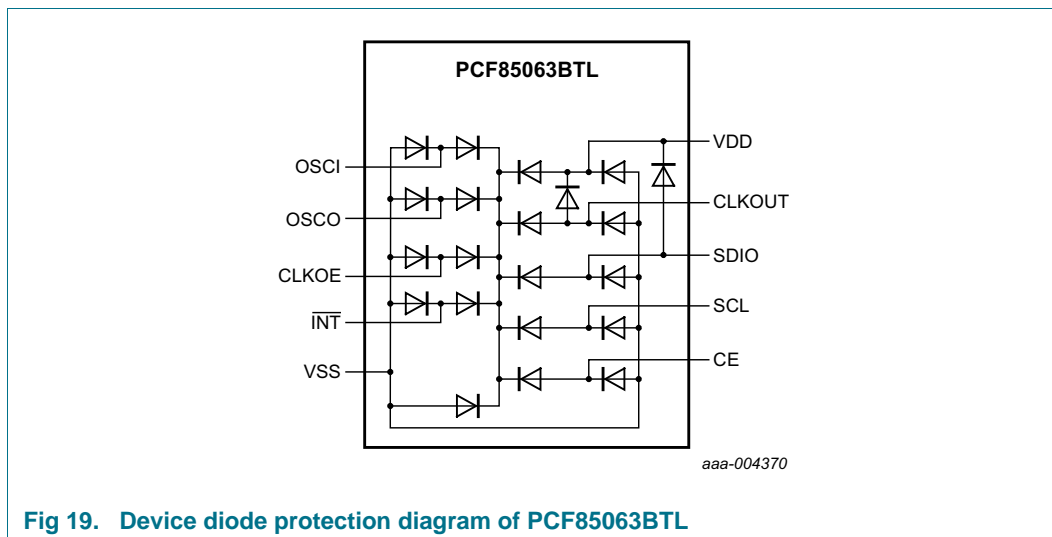 PCF85063BTL
OSCI
OSCO
CLKOE
INT
VSS
VDD
CLKOUT
SDIO
SCL
CE
aaa-004370
Fig 19. Device diode protection diagram of PCF85063BTL